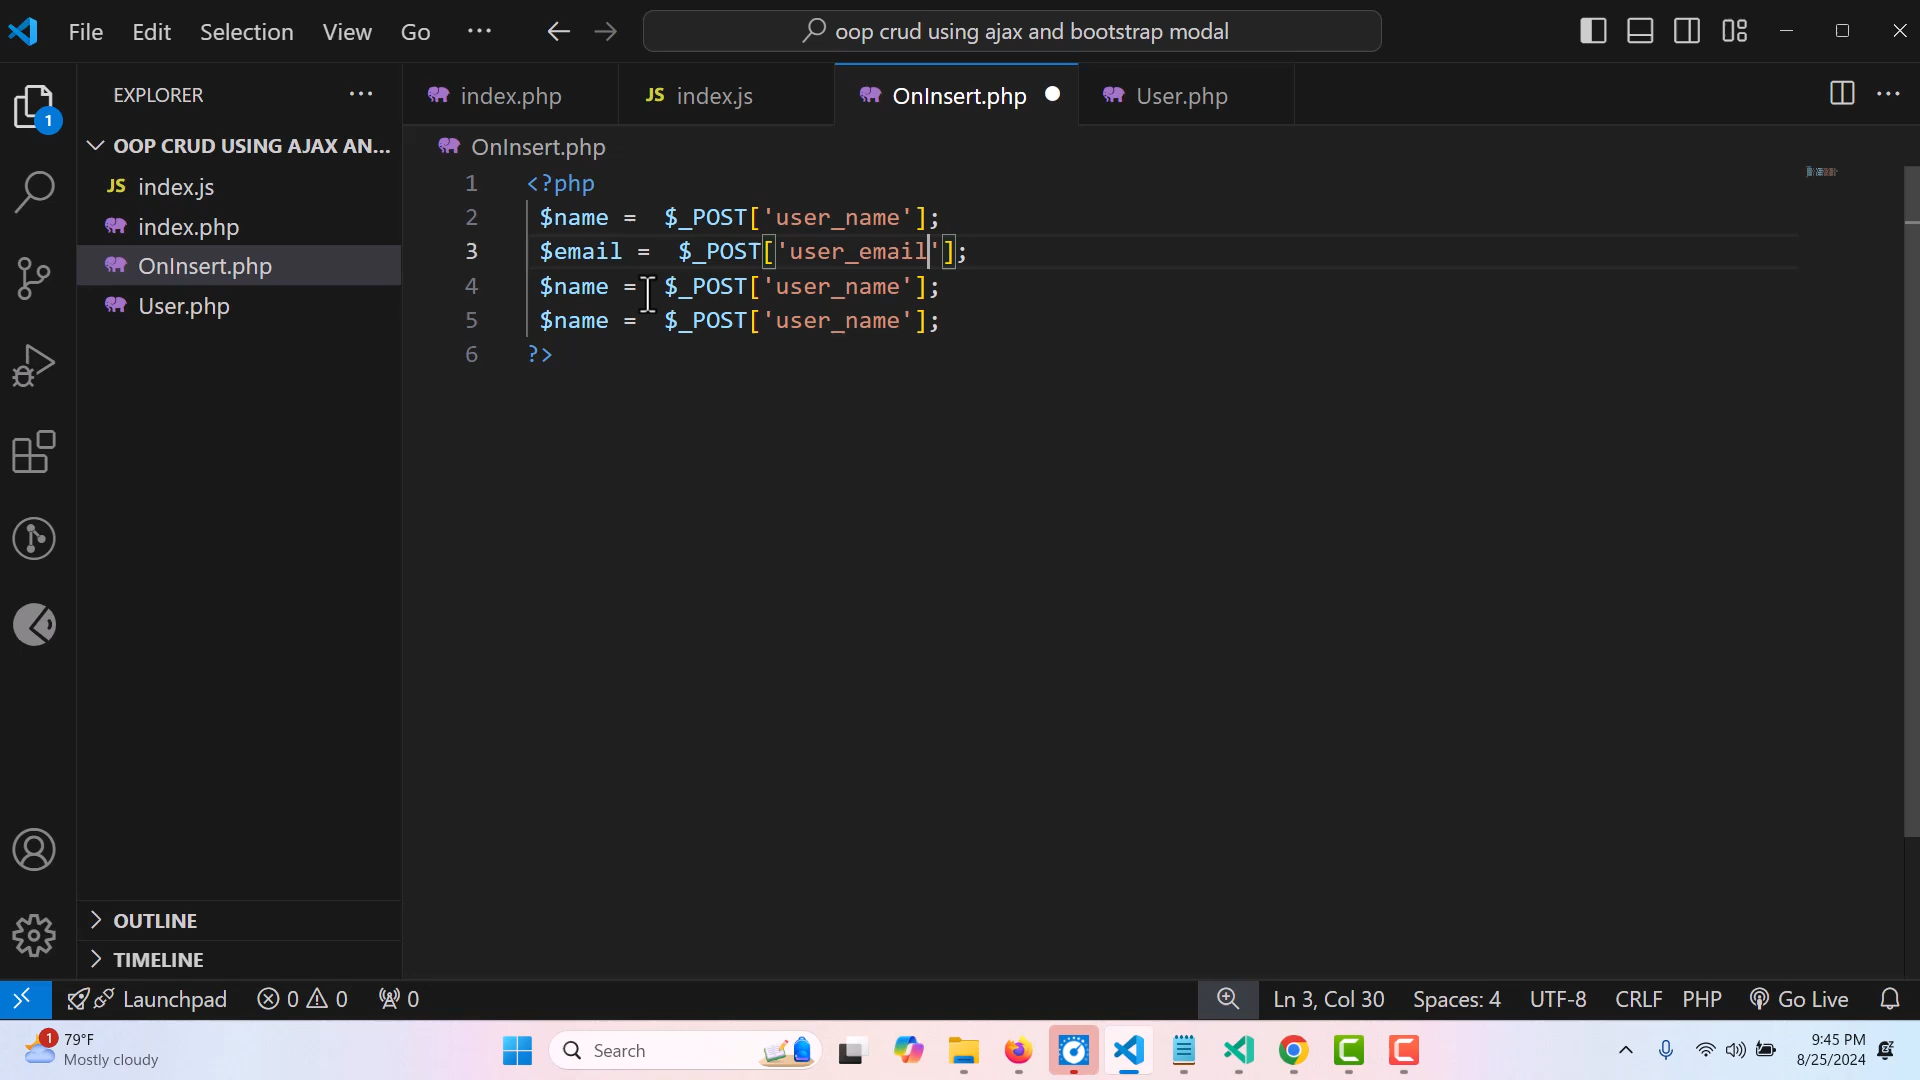 File Edit Selection View Go ··· oop crud using ajax and bootstrap modal
EXPLORER ···
index.php
JS index.js
OnInsert.php
User.php
1
OOP CRUD USING AJAX AN...
JS index.js
index.php
OnInsert.php
User.php
OnInsert.php
1 <?php
2 $name =  $_POST['user_name'];
3 $email =  $_POST['user_email'];
4 $name =  $_POST['user_name'];
5 $name =  $_POST['user_name'];
6 ?>
OUTLINE
TIMELINE
Launchpad 0 0 0 Ln 3, Col 30 Spaces: 4 UTF-8 CRLF PHP Go Live
1 79°F
Mostly cloudy
Search
9:45 PM
8/25/2024